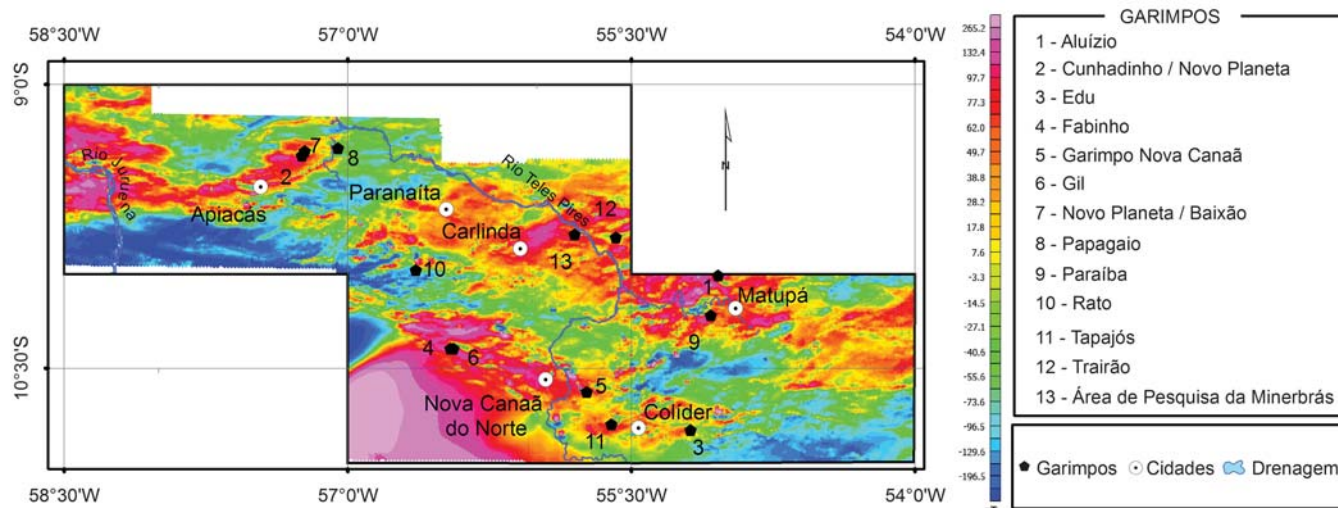 58°30'W
57°0'W
55°30'W
54°0'W
9°0'S
10°30'S
Rio Juruena
7
2
8
Apiacás
Paranaíta
Rio Teles Pires
12
Carlinda
13
10
1
Matupá
9
4
6
Nova Canaã
do Norte
5
Colíder
11
3
N
58°30'W
57°0'W
55°30'W
54°0'W
265.2
132.4
97.7
77.3
62.0
49.4
38.2
28.2
17.8
7.6
-3.3
-14.5
-27.1
-40.6
-55.6
-73.6
-96.5
-129.6
-196.5
GARIMPOS
1 - Aluízio
2 - Cunhadinho / Novo Planeta
3 - Edu
4 - Fabinho
5 - Garimpo Nova Canaã
6 - Gil
7 - Novo Planeta / Baixão
8 - Papagaio
9 - Paraíba
10 - Rato
11 - Tapajós
12 - Trairão
13 - Área de Pesquisa da Minerbrás
Garimpos
Cidades
Drenagem